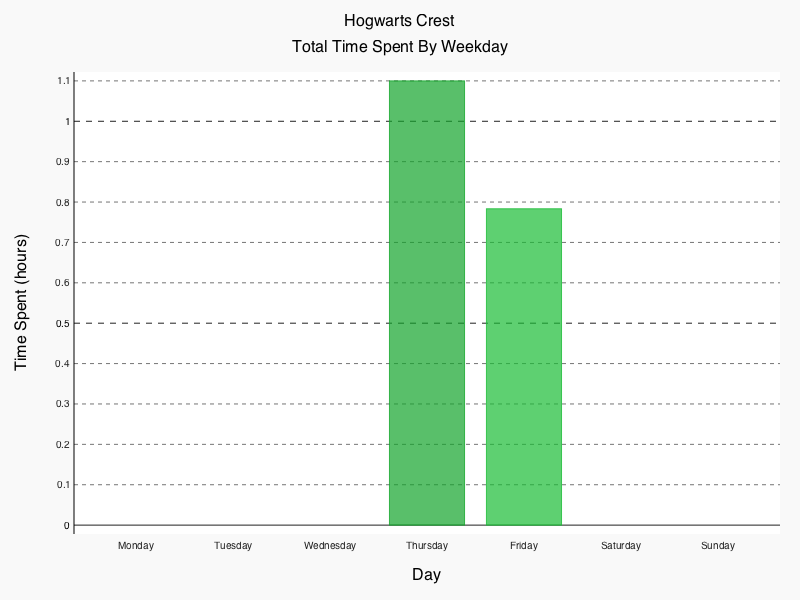 Hogwarts Crest
Total Time Spent By Weekday
Time Spent (hours)
1.1
1
0.9
0.8
0.7
0.6
0.5
0.4
0.3
0.2
0.1
0
Monday Tuesday Wednesday Thursday Friday Saturday Sunday
Day